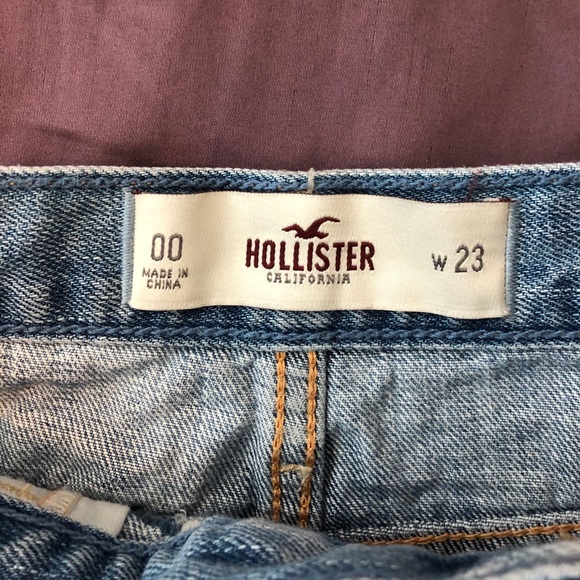 00
MADE IN
CHINA
HOLLISTER
CALIFORNIA
W 23